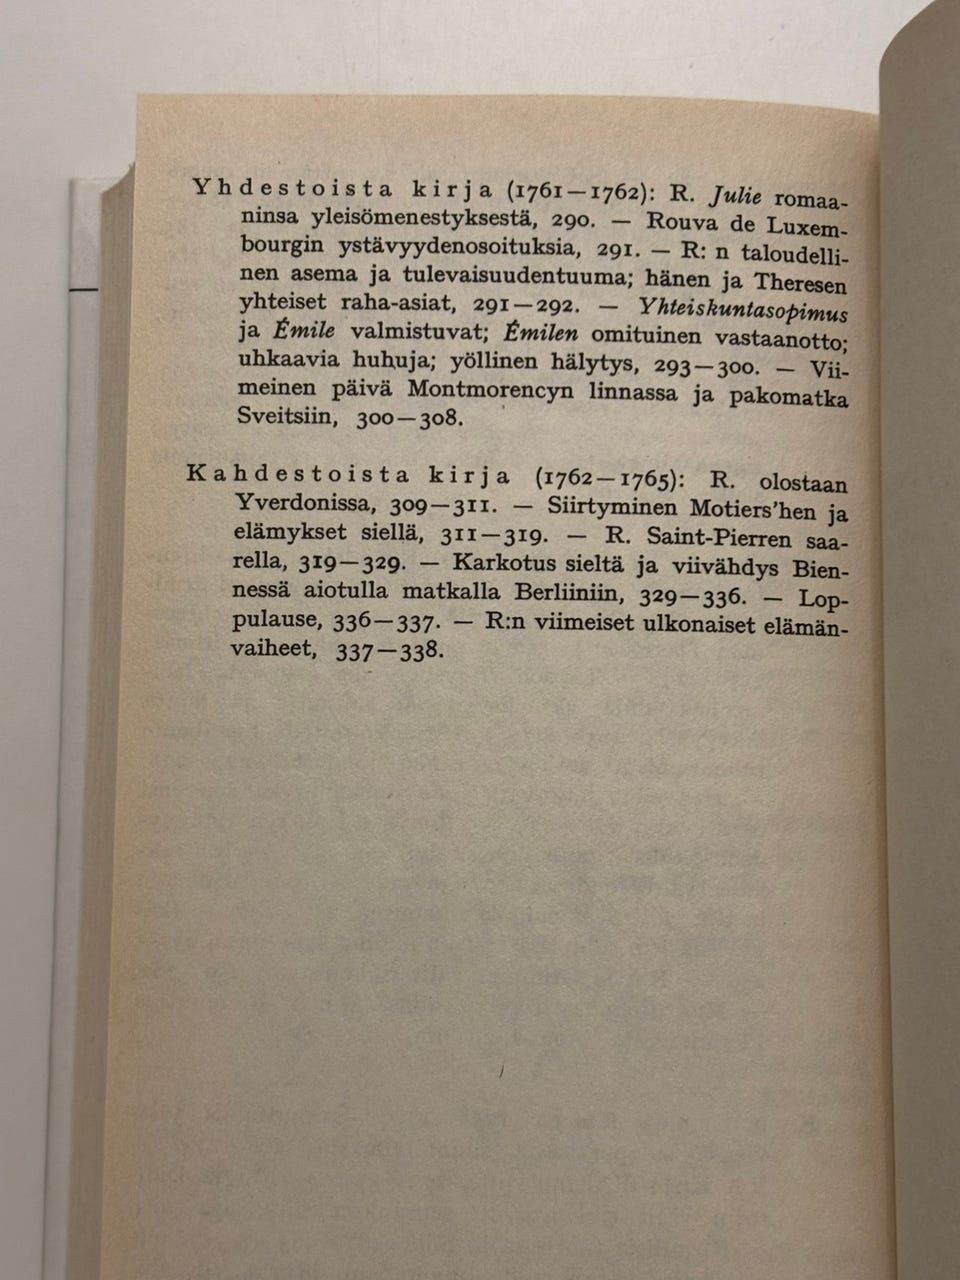 Yhdestoista kirja (1761—1762): R. Julie romaa-
ninsa yleisömenestyksestä, 290. — Rouva de Luxem-
bourgin ystävyydenosoituksia, 291. — R: n taloudelli-
nen asema ja tulevaisuudentuuma; hänen ja Theresen
yhteiset raha-asiat, 291—292. — Yhteiskuntasopimus
ja Émile valmistuvat; Émilen omituinen vastaanotto;
uhkaavia huhuja; yöllinen hälytys, 293—300. — Vii-
meinen päivä Montmorencyn linnassa ja pakomatka
Sveitsiin, 300—308.
Kahdestoista kirja (1762—1765): R. olostaan
Yverdonissa, 309—311. — Siirtyminen Motiers'hen ja
elämykset siellä, 311—319. — R. Saint-Pierren saa-
rella, 319—329. — Karkotus sieltä ja viivähdys Bien-
nessä aiotulla matkalla Berliiniin, 329—336. — Lop-
pulause, 336—337. — R:n viimeiset ulkonaiset elämän-
vaiheet, 337—338.